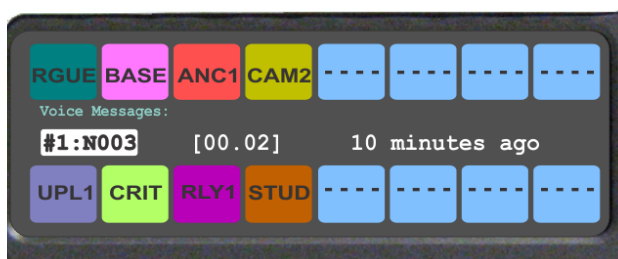 RGUE BASE ANC1 CAM2 ---- ---- ---- ----
Voice Messages:
#1:N003 [00.02] 10 minutes ago
UPL1 CRIT RLY1 STUD ---- ---- ---- ----